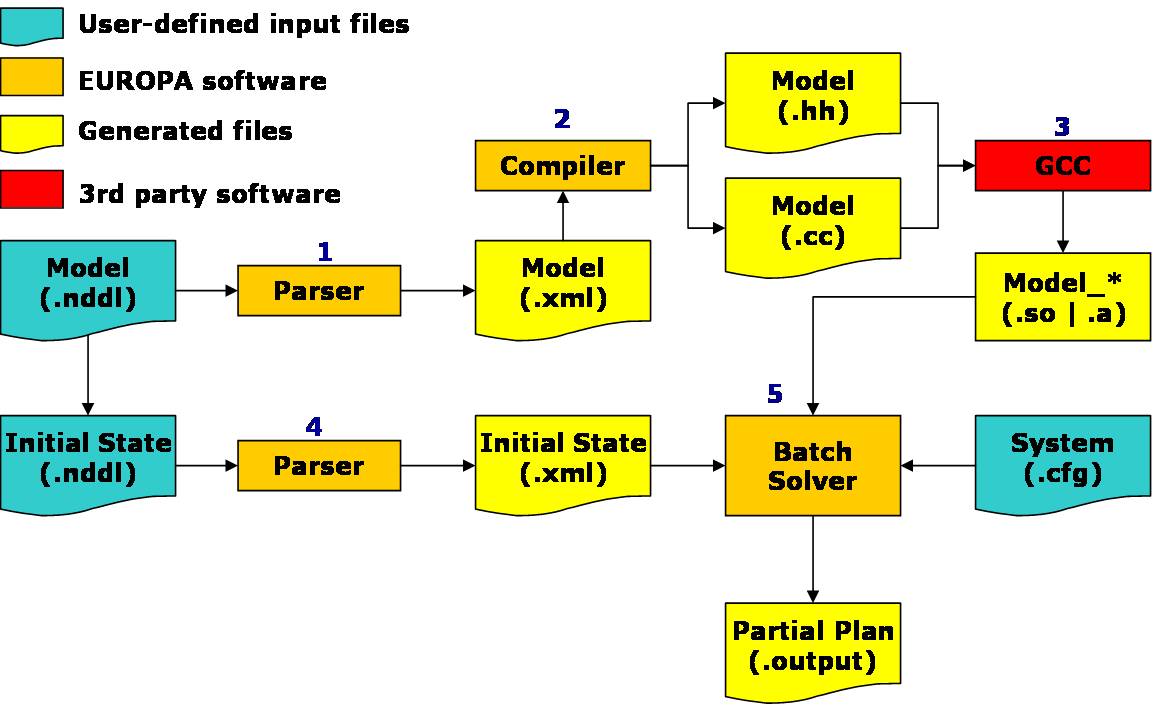 User-defined input files
EUROPA software
Generated files
3rd party software
Model
(.hh)
2
Compiler
3
GCC
Model
(.cc)
Model
(.nddl)
1
Parser
Model
(.xml)
Model_*
(.so | .a)
Initial State
(.nddl)
4
Parser
Initial State
(.xml)
5
Batch
Solver
System
(.cfg)
Partial Plan
(.output)